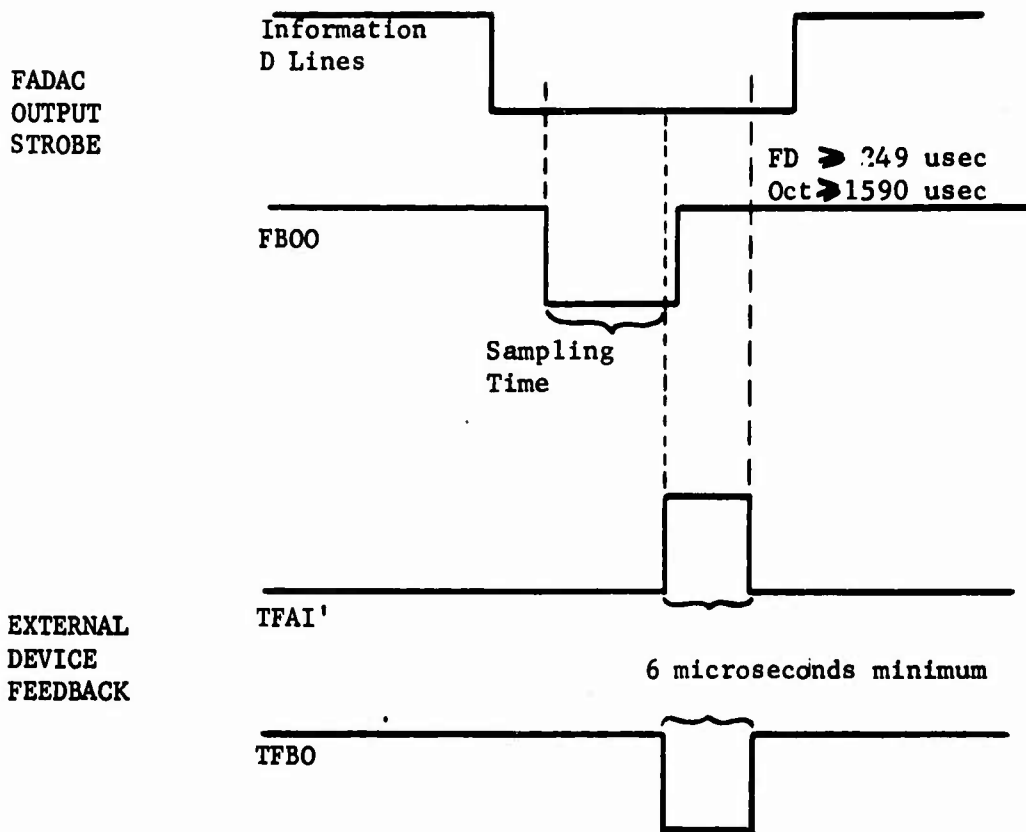 Information
D Lines
FADAC
OUTPUT
STROBE
FD ⩾ 49 usec
Oct ⩾ 1590 usec
FBOO
Sampling
Time
TFAI'
EXTERNAL
DEVICE
FEEDBACK
6 microseconds minimum
TFBO